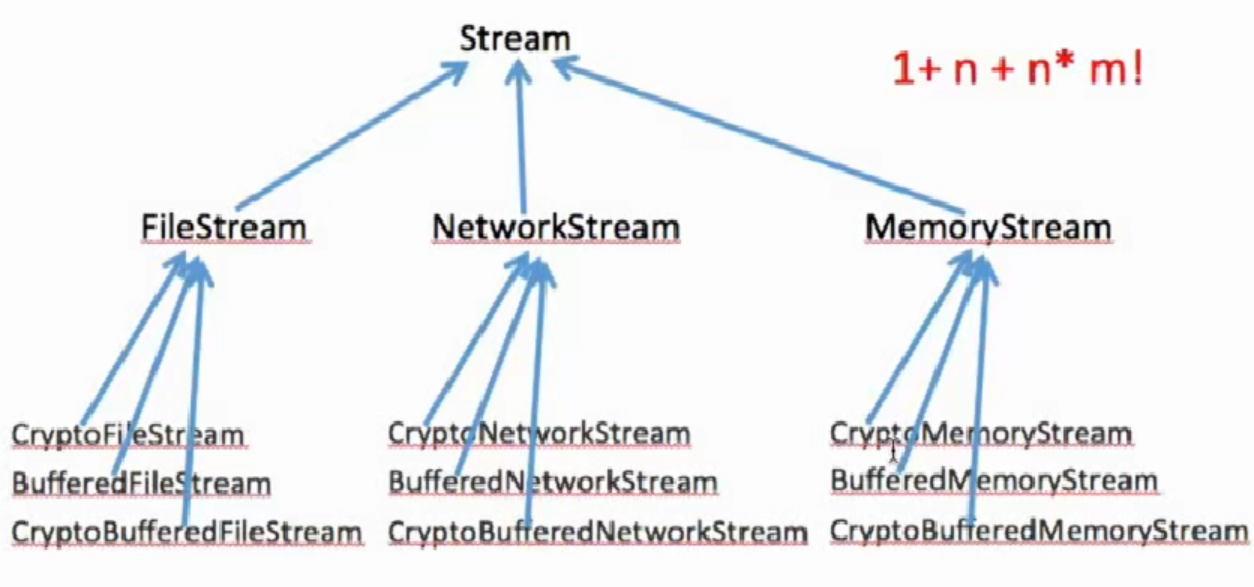 Stream
1+ n + n* m!
FileStream
NetworkStream
MemoryStream
CryptoFileStream
BufferedFileStream
CryptoBufferedFileStream
CryptoNetworkStream
BufferedNetworkStream
CryptoBufferedNetworkStream
CryptoMemoryStream
BufferedMemoryStream
CryptoBufferedMemoryStream